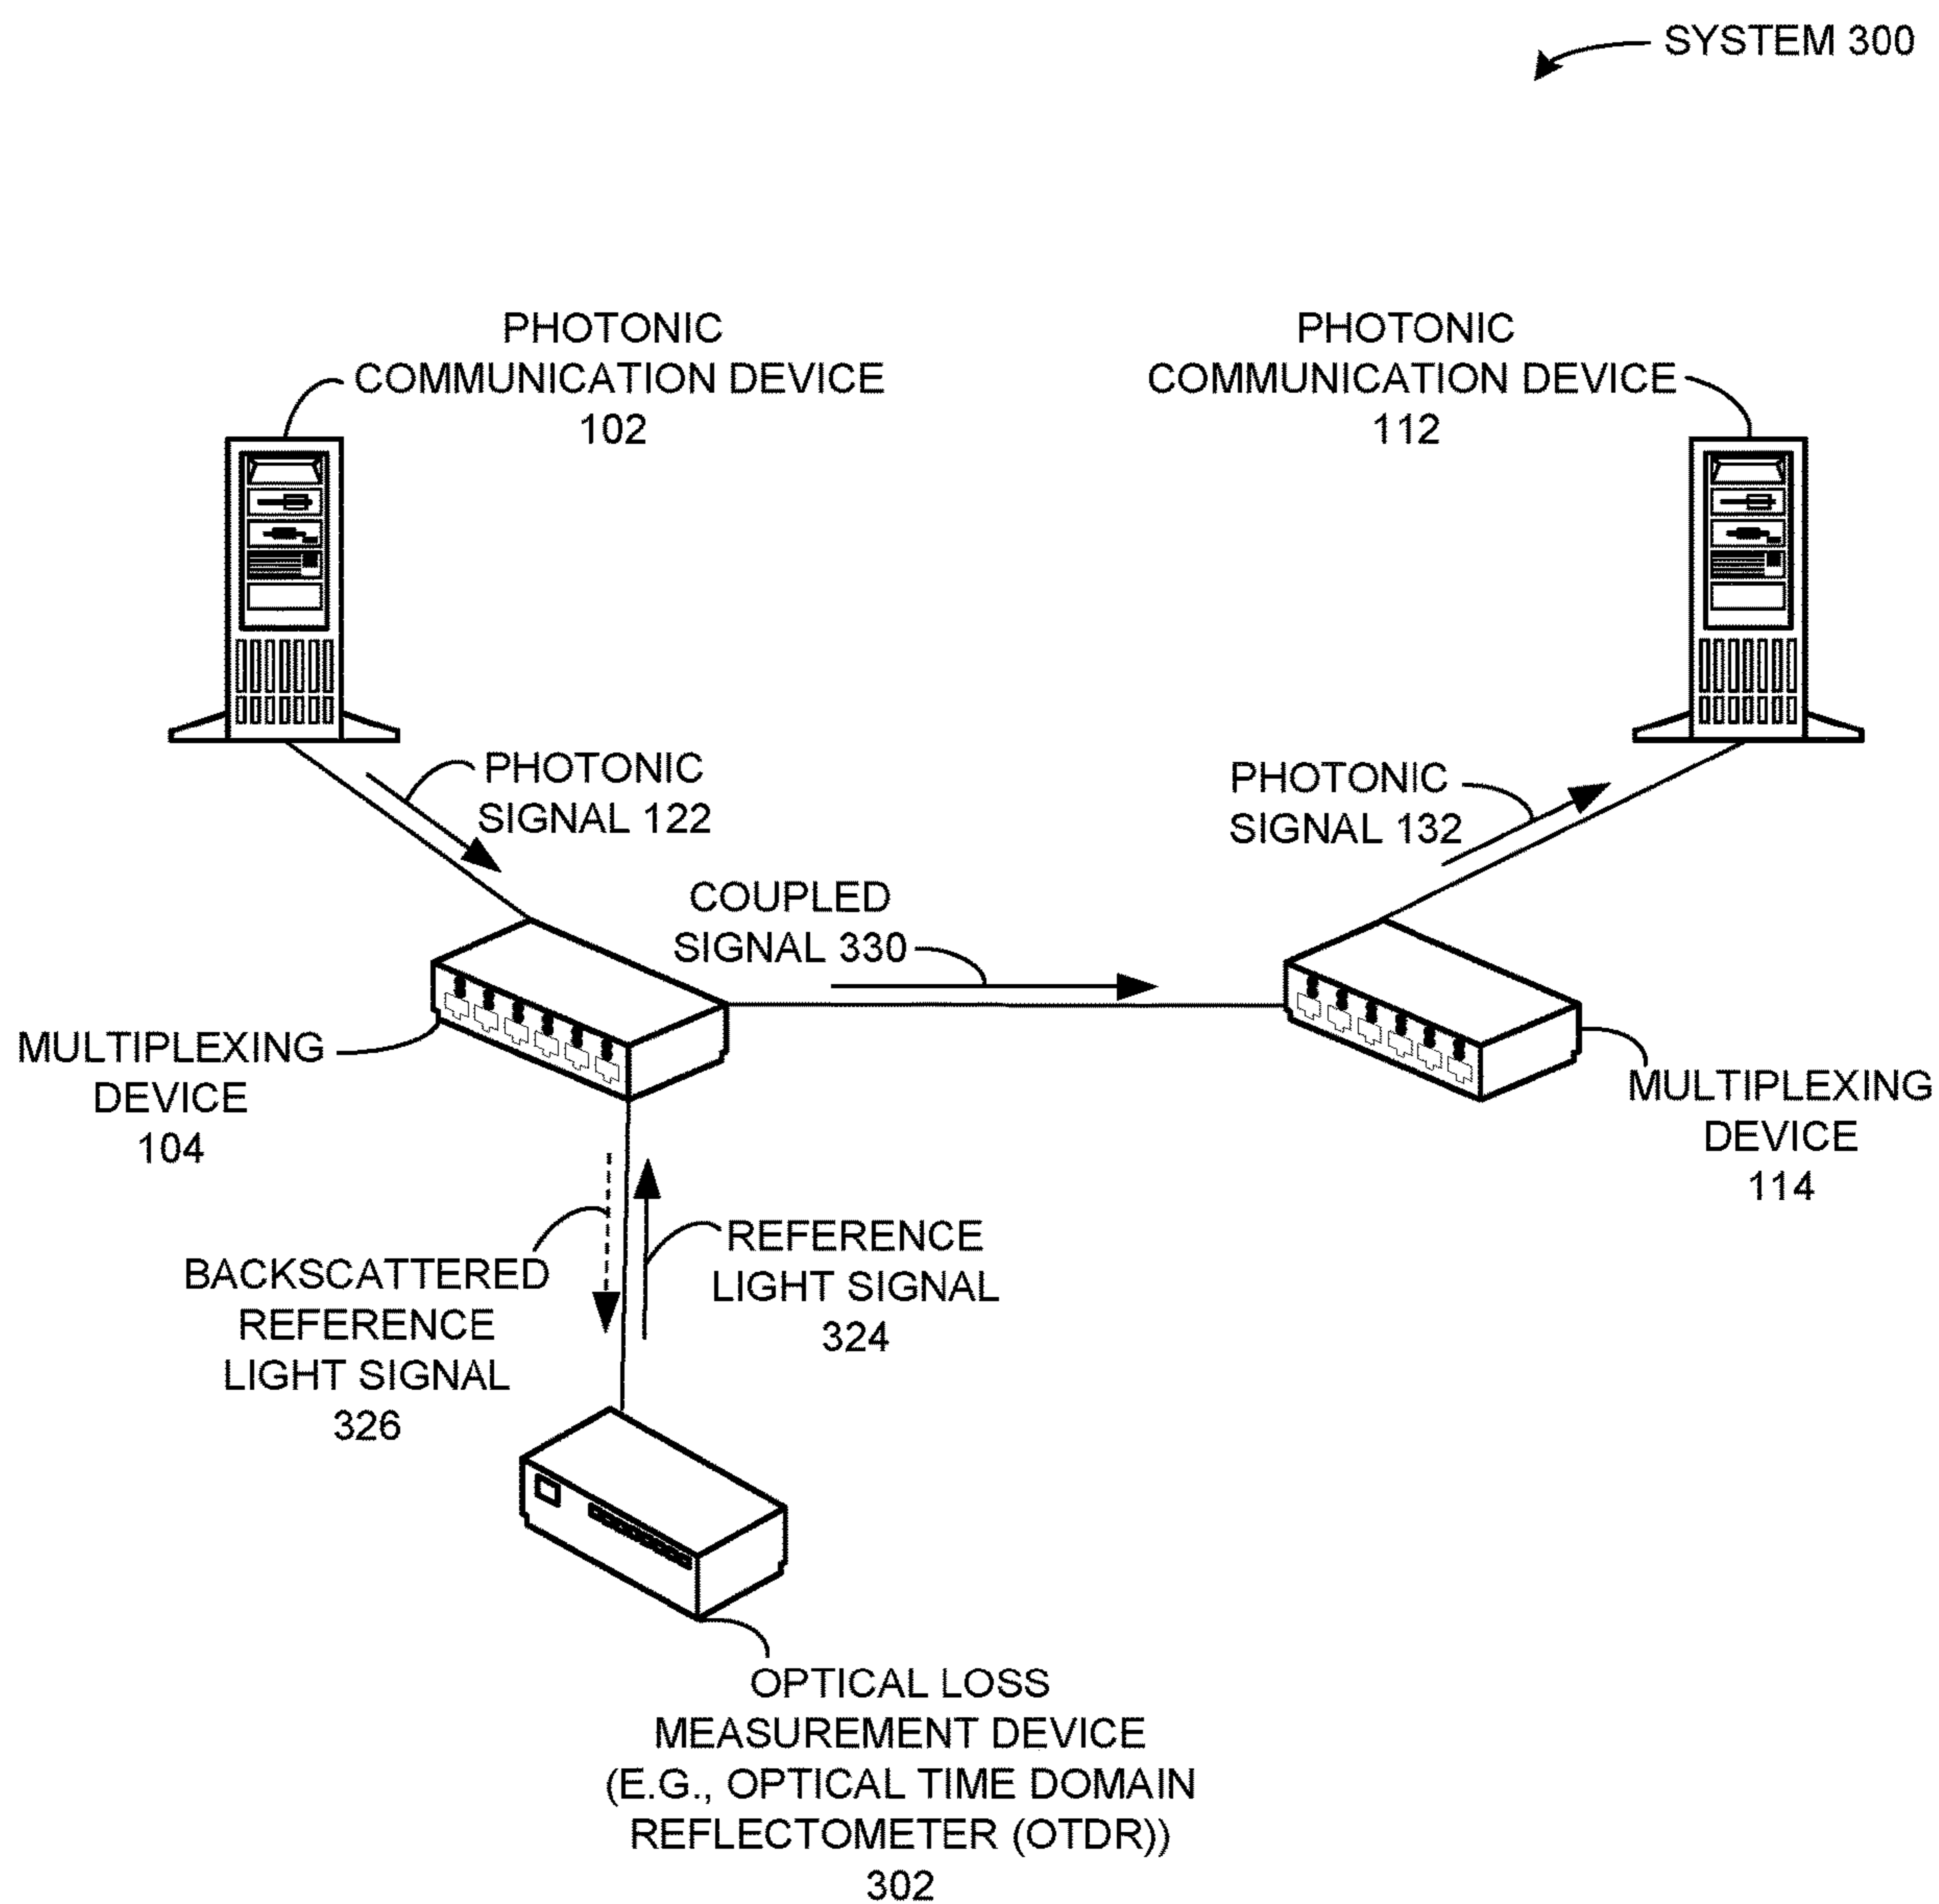 SYSTEM 300
PHOTONIC
COMMUNICATION DEVICE
102
PHOTONIC
COMMUNICATION DEVICE
112
PHOTONIC
SIGNAL 122
PHOTONIC
SIGNAL 132
COUPLED
SIGNAL 330
MULTIPLEXING
DEVICE
104
MULTIPLEXING
DEVICE
114
BACKSCATTERED
REFERENCE
LIGHT SIGNAL
326
REFERENCE
LIGHT SIGNAL
324
OPTICAL LOSS
MEASUREMENT DEVICE
(E.G., OPTICAL TIME DOMAIN
REFLECTOMETER (OTDR))
302